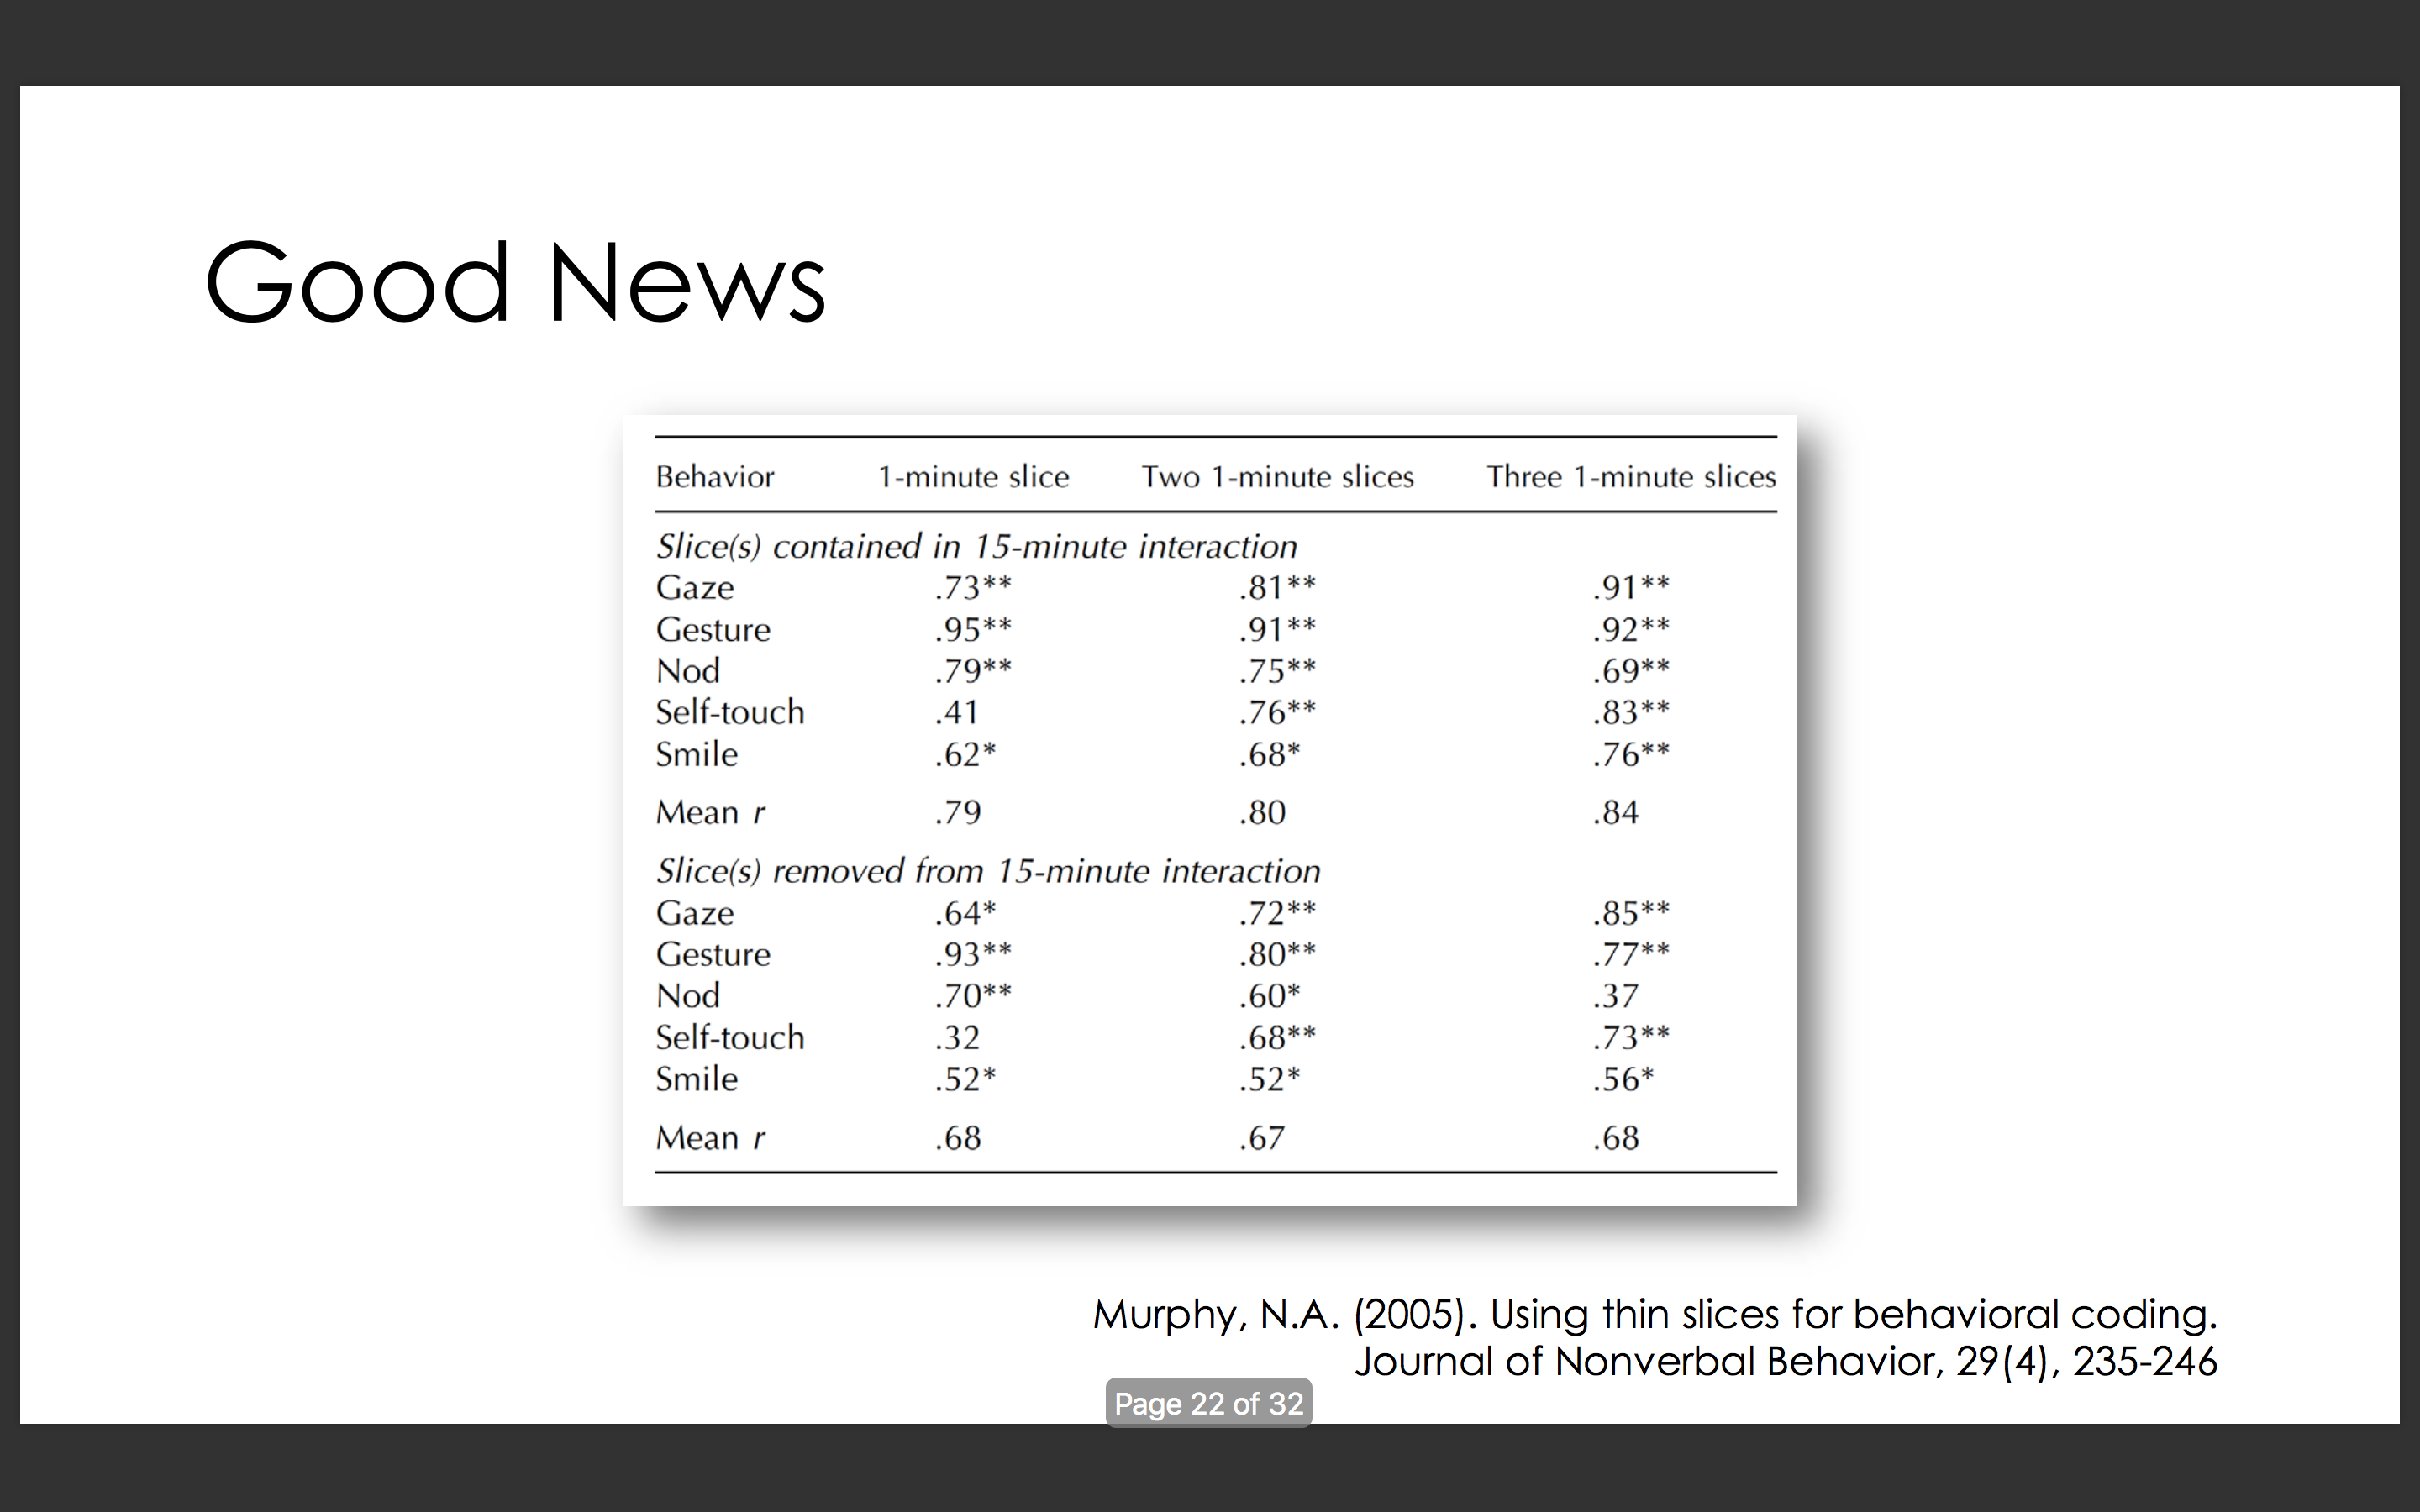 Good News
Behavior 1-minute slice Two 1-minute slices Three 1-minute slices
Slice(s) contained in 15-minute interaction
Gaze .73** .81** .91**
Gesture .95** .91** .92**
Nod .79** .75** .69**
Self-touch .41 .76** .83**
Smile .62* .68* .76**
Mean r .79 .80 .84
Slice(s) removed from 15-minute interaction
Gaze .64* .72** .85**
Gesture .93** .80** .77**
Nod .70** .60* .37
Self-touch .32 .68** .73**
Smile .52* .52* .56*
Mean r .68 .67 .68
Murphy, N.A. (2005). Using thin slices for behavioral coding.
Journal of Nonverbal Behavior, 29(4), 235-246
Page 22 of 32